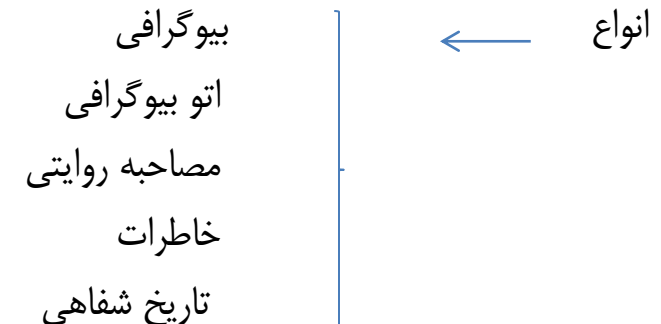 انواع
بیوگرافی
اتو بیوگرافی
مصاحبه روایتی
خاطرات
تاریخ شفاهی